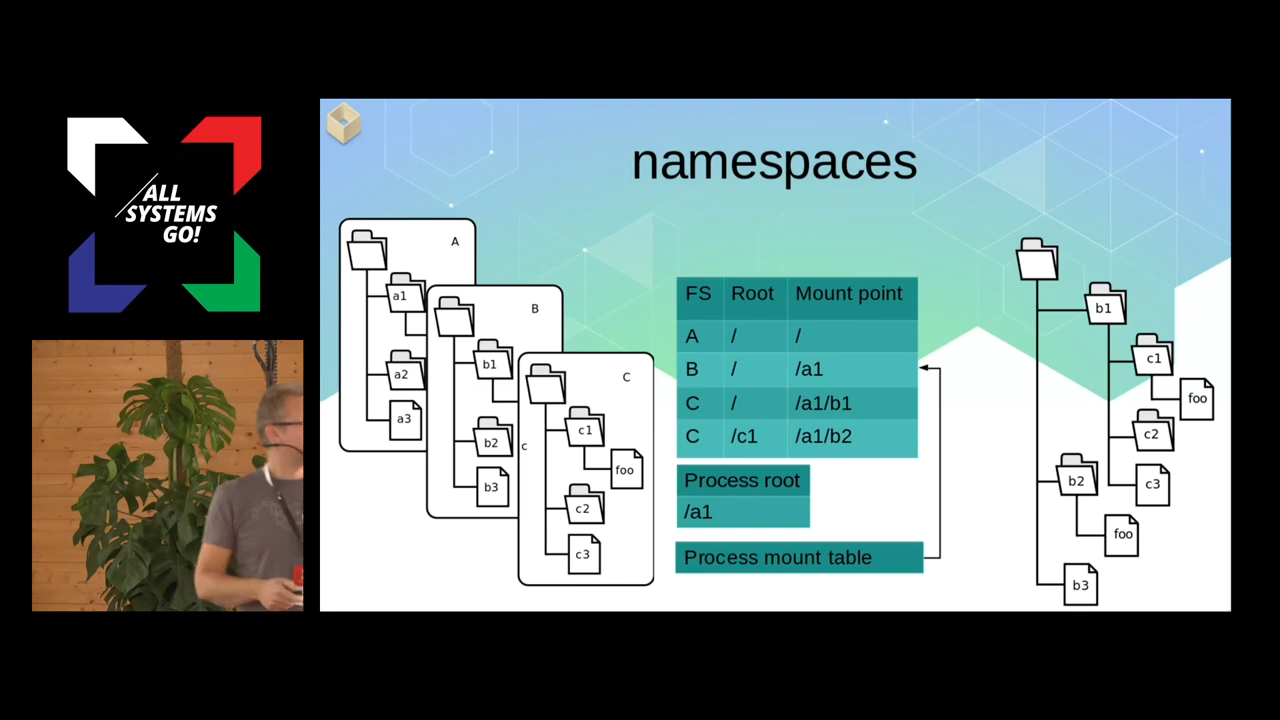 ALL
SYSTEMS
GO!
namespaces
A
a1
a2
a3
B
b1
b2
b3
c
C
c1
foo
c2
c3
FS Root Mount point
A / /
B / /a1
C / /a1/b1
C /c1 /a1/b2
Process root
/a1
Process mount table
b1
c1
foo
c2
c3
b2
foo
b3